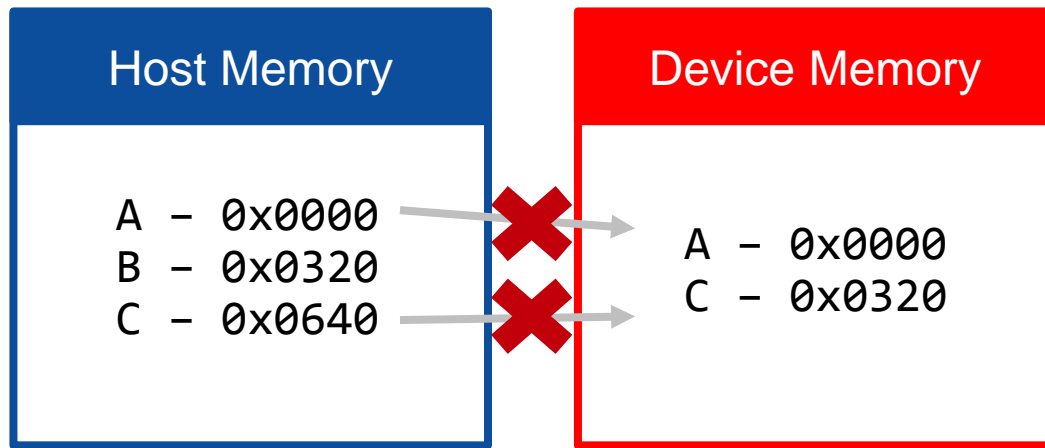 Host Memory
A – 0x0000
B – 0x0320
C – 0x0640
Device Memory
A – 0x0000
C – 0x0320